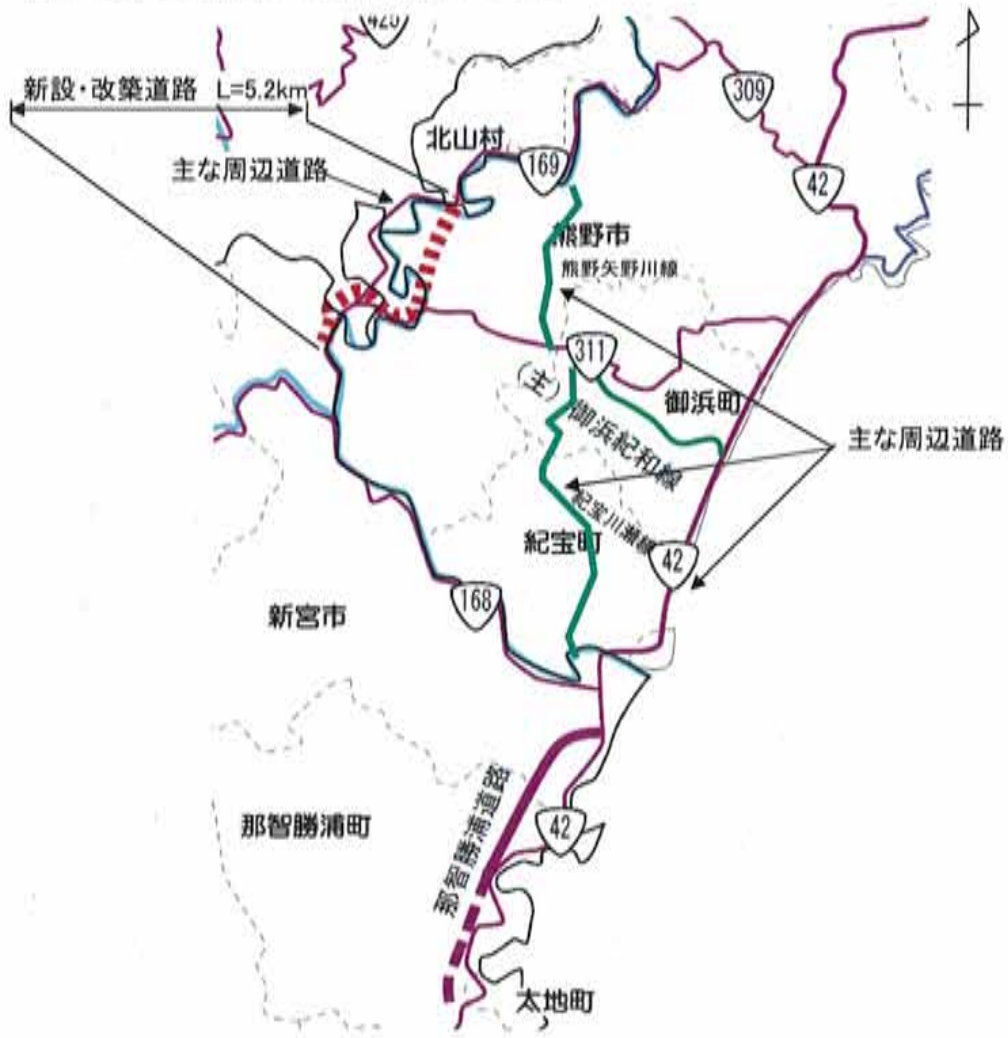 425
新設・改築道路 L=5.2km
309
北山村
主な周辺道路
169
42
熊野市
熊野矢野川線
311
(主)
御浜町
御浜紀和線
主な周辺道路
紀宝川瀬線
紀宝町
42
168
新宮市
那智勝浦道路
那智勝浦町
42
太地町